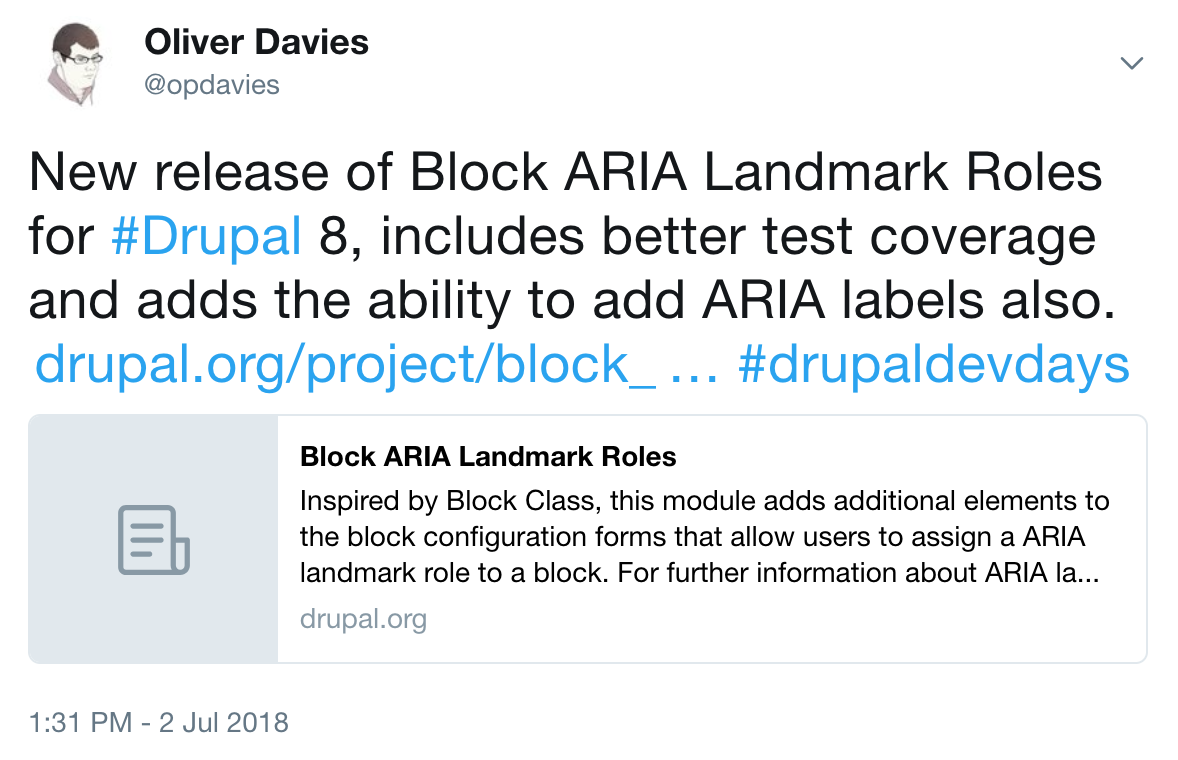 Oliver Davies
@opdavies
New release of Block ARIA Landmark Roles
for #Drupal 8, includes better test coverage
and adds the ability to add ARIA labels also.
drupal.org/project/block_ … #drupaldevdays
Block ARIA Landmark Roles
Inspired by Block Class, this module adds additional elements to
the block configuration forms that allow users to assign a ARIA
landmark role to a block. For further information about ARIA la...
drupal.org
1:31 PM - 2 Jul 2018